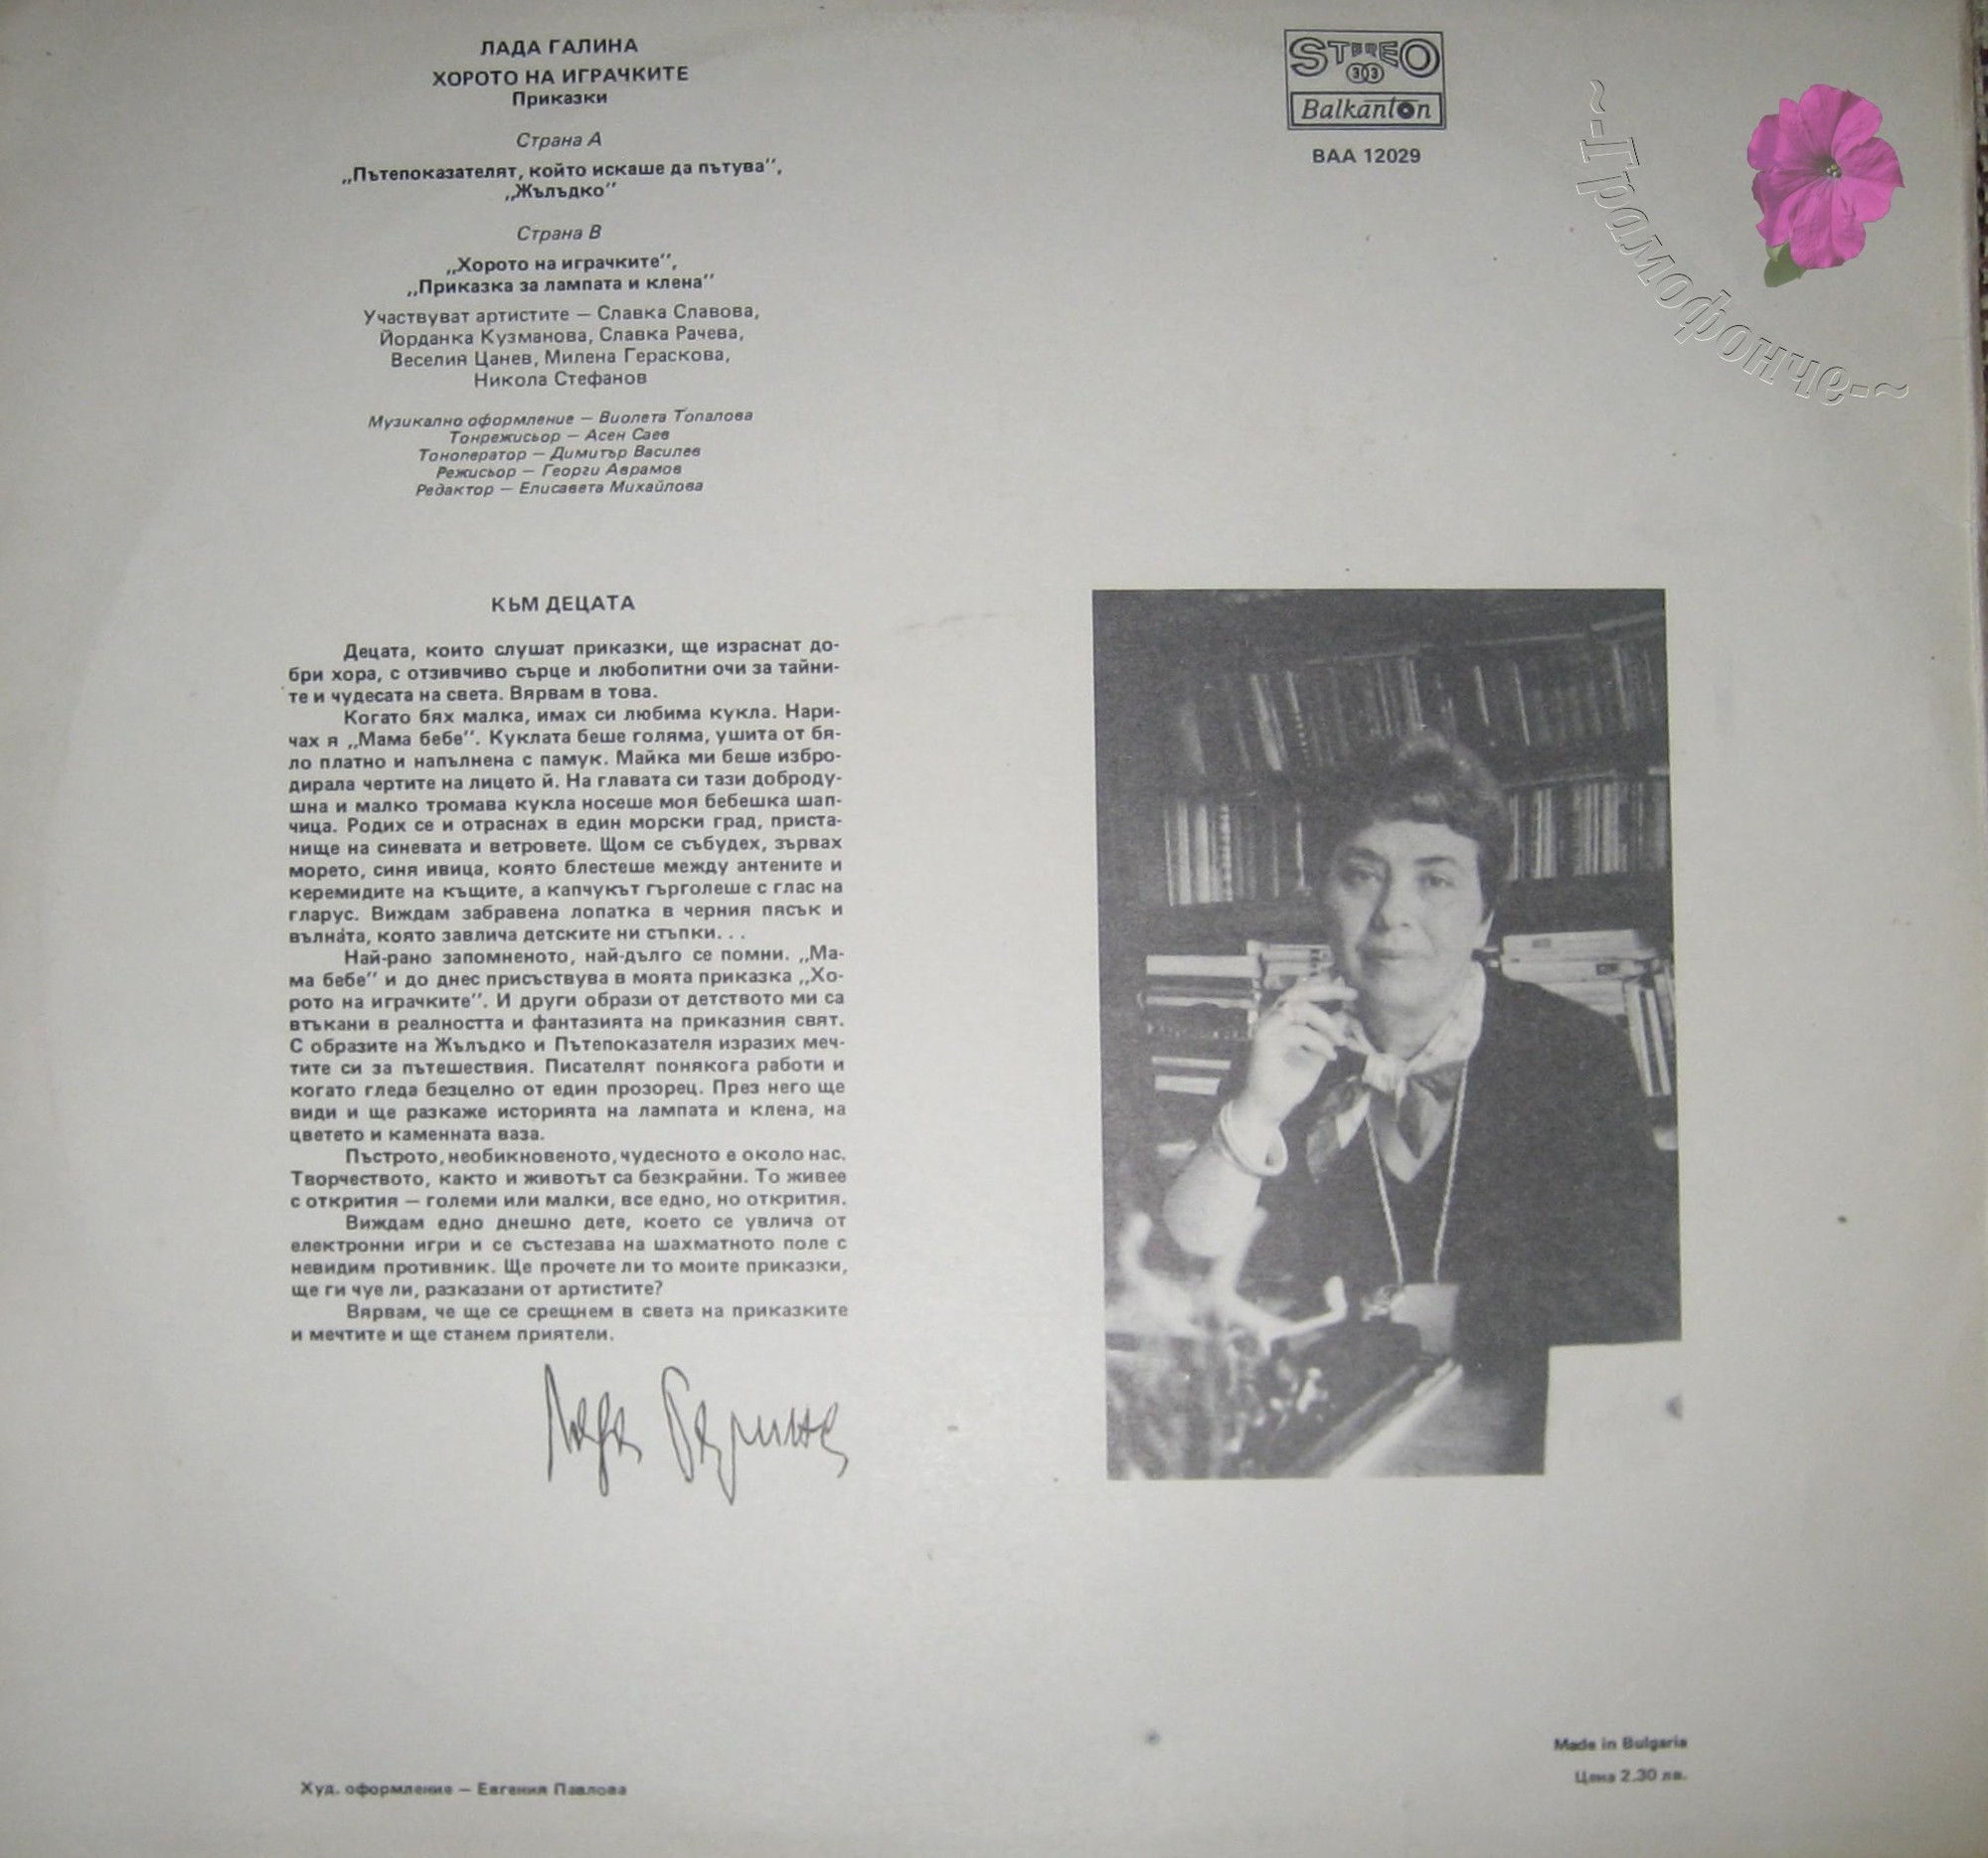 ЛАДА ГАЛИНА
ХОРОТО НА ИГРАЧКИТЕ
Приказки
Страна А
„Пътепоказателят, който искаше да пътува”,
„Жълъдко”
Страна В
„Хорото на играчките”,
„Приказка за лампата и клена”
Участвуват артистите — Славка Славова,
Йорданка Кузманова, Славка Рачева,
Веселин Цанев, Милена Гераскова,
Никола Стефанов
Музикално оформление — Виолета Топалова
Тонрежисьор — Асен Саев
Тоноператор — Димитър Василев
Режисьор — Георги Аврамов
Редактор — Елисавета Михайлова
STEREO
33
Balkanton
ВАА 12029
~-Грамофонче-~
КЪМ ДЕЦАТА
Децата, които слушат приказки, ще израснат до-
бри хора, с отзивчиво сърце и любопитни очи за тайни-
те и чудесата на света. Вярвам в това.
Когато бях малка, имах си любима кукла. Нари-
чах я „Мама бебе”. Куклата беше голяма, ушита от бя-
ло платно и напълнена с памук. Майка ми беше избро-
дирала чертите на лицето й. На главата си тази доброду-
шна и малко тромава кукла носеше моя бебешка шап-
чица. Родих се и отраснах в един морски град, приста-
нище на синевата и ветровете. Щом се събудех, зървах
морето, синя ивица, която блестеше между антените и
керемидите на къщите, а капчукът гърголеше с глас на
гларус. Виждам забравена лопатка в черния пясък и
вълната, която завлича детските ни стъпки. . .
Най-рано запомненото, най-дълго се помни. „Ма-
ма бебе” и до днес присъствува в моята приказка „Хо-
рото на играчките”. И други образи от детството ми са
втъкани в реалността и фантазията на приказния свят.
С образите на Жълъдко и Пътепоказателя изразих меч-
тите си за пътешествия. Писателят понякога работи и
когато гледа безцелно от един прозорец. През него ще
види и ще разкаже историята на лампата и клена, на
цветето и каменната ваза.
Пъстрото, необикновеното, чудесното е около нас.
Творчеството, както и животът са безкрайни. То живее
с открития — големи или малки, все едно, но открития.
Виждам едно днешно дете, което се увлича от
електронни игри и се състезава на шахматното поле с
невидим противник. Ще прочете ли то моите приказки,
ще ги чуе ли, разказани от артистите?
Вярвам, че ще се срещнем в света на приказките
и мечтите и ще станем приятели.
Лада Галина
Худ. оформление — Евгения Павлова
Made in Bulgaria
Цена 2.30 лв.